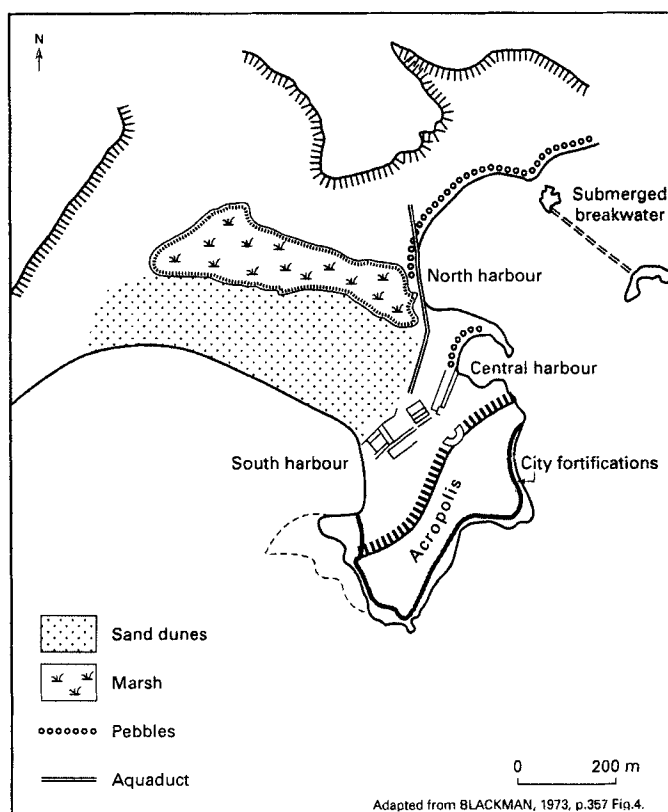 N
Submerged
breakwater
North harbour
Central harbour
South harbour
City fortifications
Acropolis
Sand dunes
Marsh
Pebbles
Aquaduct
0 200 m
Adapted from BLACKMAN, 1973, p.357 Fig.4.